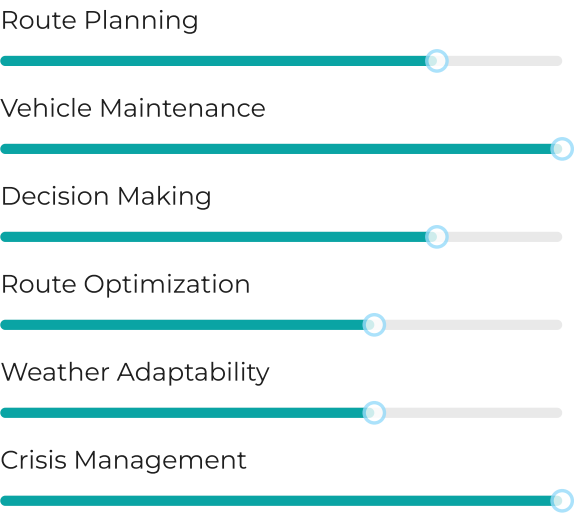 Route Planning
Vehicle Maintenance
Decision Making
Route Optimization
Weather Adaptability
Crisis Management